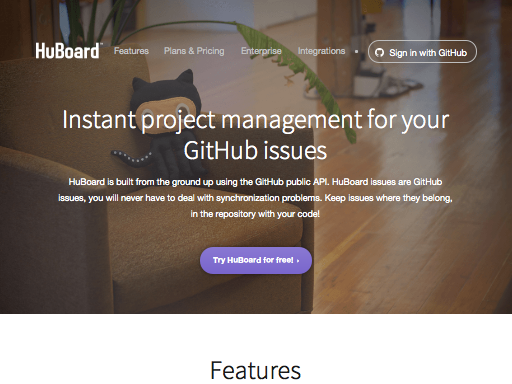 HuBoard Features Plans & Pricing Enterprise Integrations Sign in with GitHub
Instant project management for your
GitHub issues
HuBoard is built from the ground up using the GitHub public API. HuBoard issues are GitHub
issues, you will never have to deal with synchronization problems. Keep issues where they belong,
in the repository with your code!
Try HuBoard for free! ›
Features